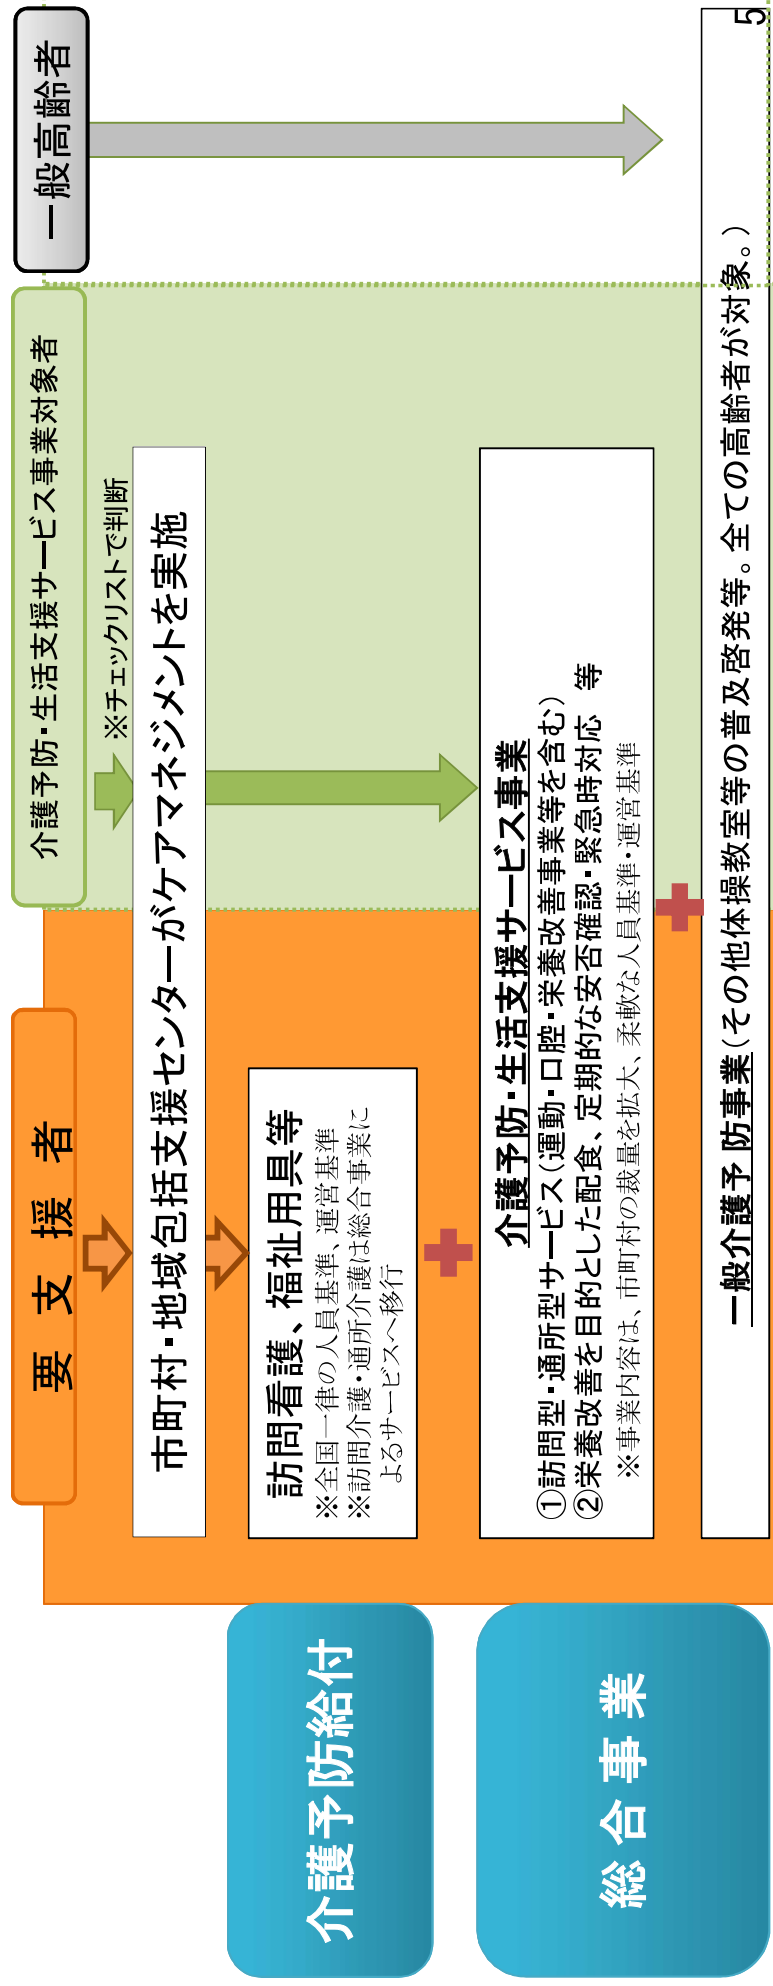 要 支 援 者
介護予防・生活支援サービス事業対象者
一般高齢者
※チェックリストで判断
市町村・地域包括支援センターがケアマネジメントを実施
介護予防給付
訪問看護、福祉用具等
※全国一律の人員基準、運営基準
※訪問介護・通所介護は総合事業に
よるサービスへ移行
総 合 事 業
介護予防・生活支援サービス事業
①訪問型・通所型サービス(運動・口腔・栄養改善事業等を含む)
②栄養改善を目的とした配食、定期的な安否確認・緊急時対応 等
※事業内容は、市町村の裁量を拡大、柔軟な人員基準・運営基準
一般介護予 防事業(その他体操教室等の普及啓発等。全ての高齢者が対象。)
5